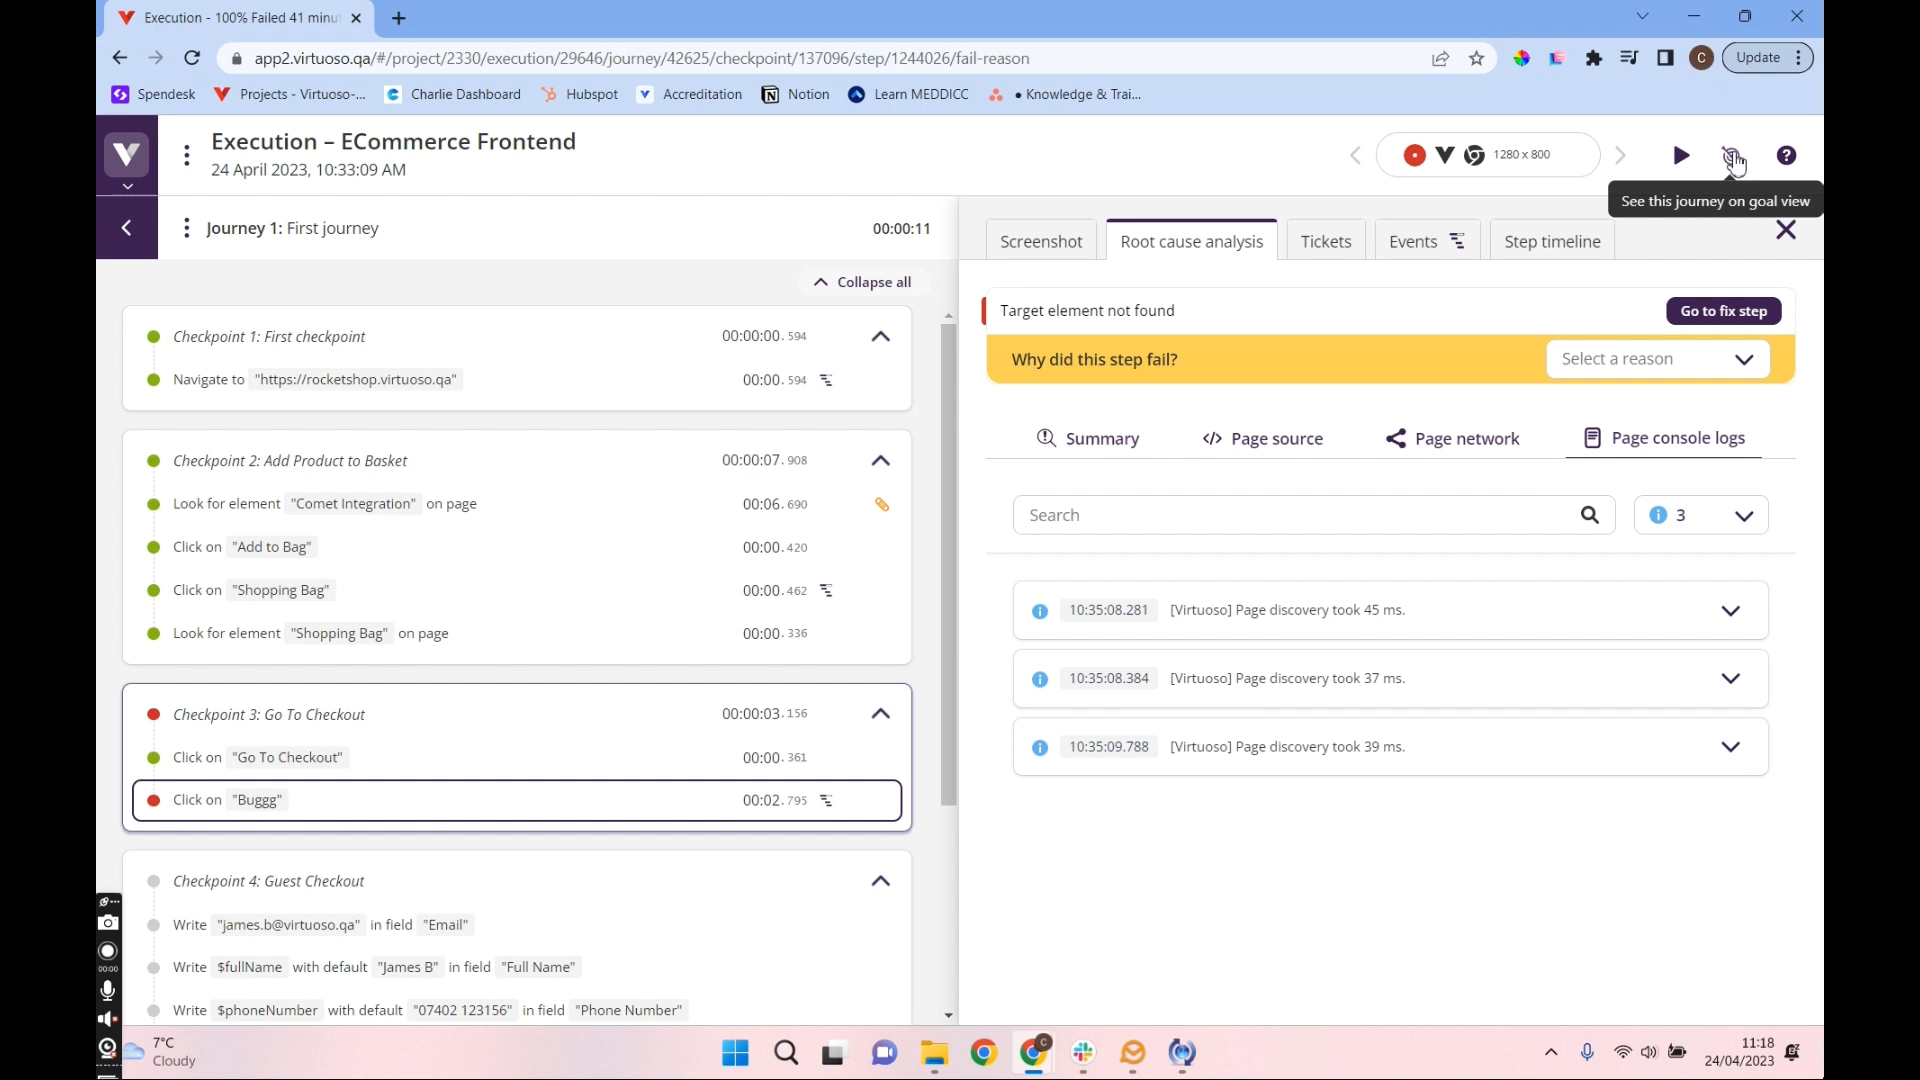 Execution - 100% Failed 41 minu
app2.virtuoso.qa/#/project/2330/execution/29646/journey/42625/checkpoint/137096/step/1244026/fail-reason
C
Update
Spendesk
Projects - Virtuoso-...
Charlie Dashboard
Hubspot
Accreditation
Notion
Learn MEDDICC
• Knowledge & Trai...
Execution – ECommerce Frontend
24 April 2023, 10:33:09 AM
1280 x 800
See this journey on goal view
Journey 1: First journey
00:00:11
Collapse all
Checkpoint 1: First checkpoint
00:00:00.594
Navigate to "https://rocketshop.virtuoso.qa"
00:00.594
Checkpoint 2: Add Product to Basket
00:00:07.908
Look for element "Comet Integration" on page
00:06.690
Click on "Add to Bag"
00:00.420
Click on "Shopping Bag"
00:00.462
Look for element "Shopping Bag" on page
00:00.336
Checkpoint 3: Go To Checkout
00:00:03.156
Click on "Go To Checkout"
00:00.361
Click on "Buggg"
00:02.795
Checkpoint 4: Guest Checkout
Write "james.b@virtuoso.qa" in field "Email"
Write $fullName with default "James B" in field "Full Name"
Write $phoneNumber with default "07402 123156" in field "Phone Number"
Screenshot
Root cause analysis
Tickets
Events
Step timeline
Target element not found
Go to fix step
Why did this step fail?
Select a reason
Summary
Page source
Page network
Page console logs
Search
3
10:35:08.281 [Virtuoso] Page discovery took 45 ms.
10:35:08.384 [Virtuoso] Page discovery took 37 ms.
10:35:09.788 [Virtuoso] Page discovery took 39 ms.
00:00
7°C
Cloudy
C
11:18
24/04/2023